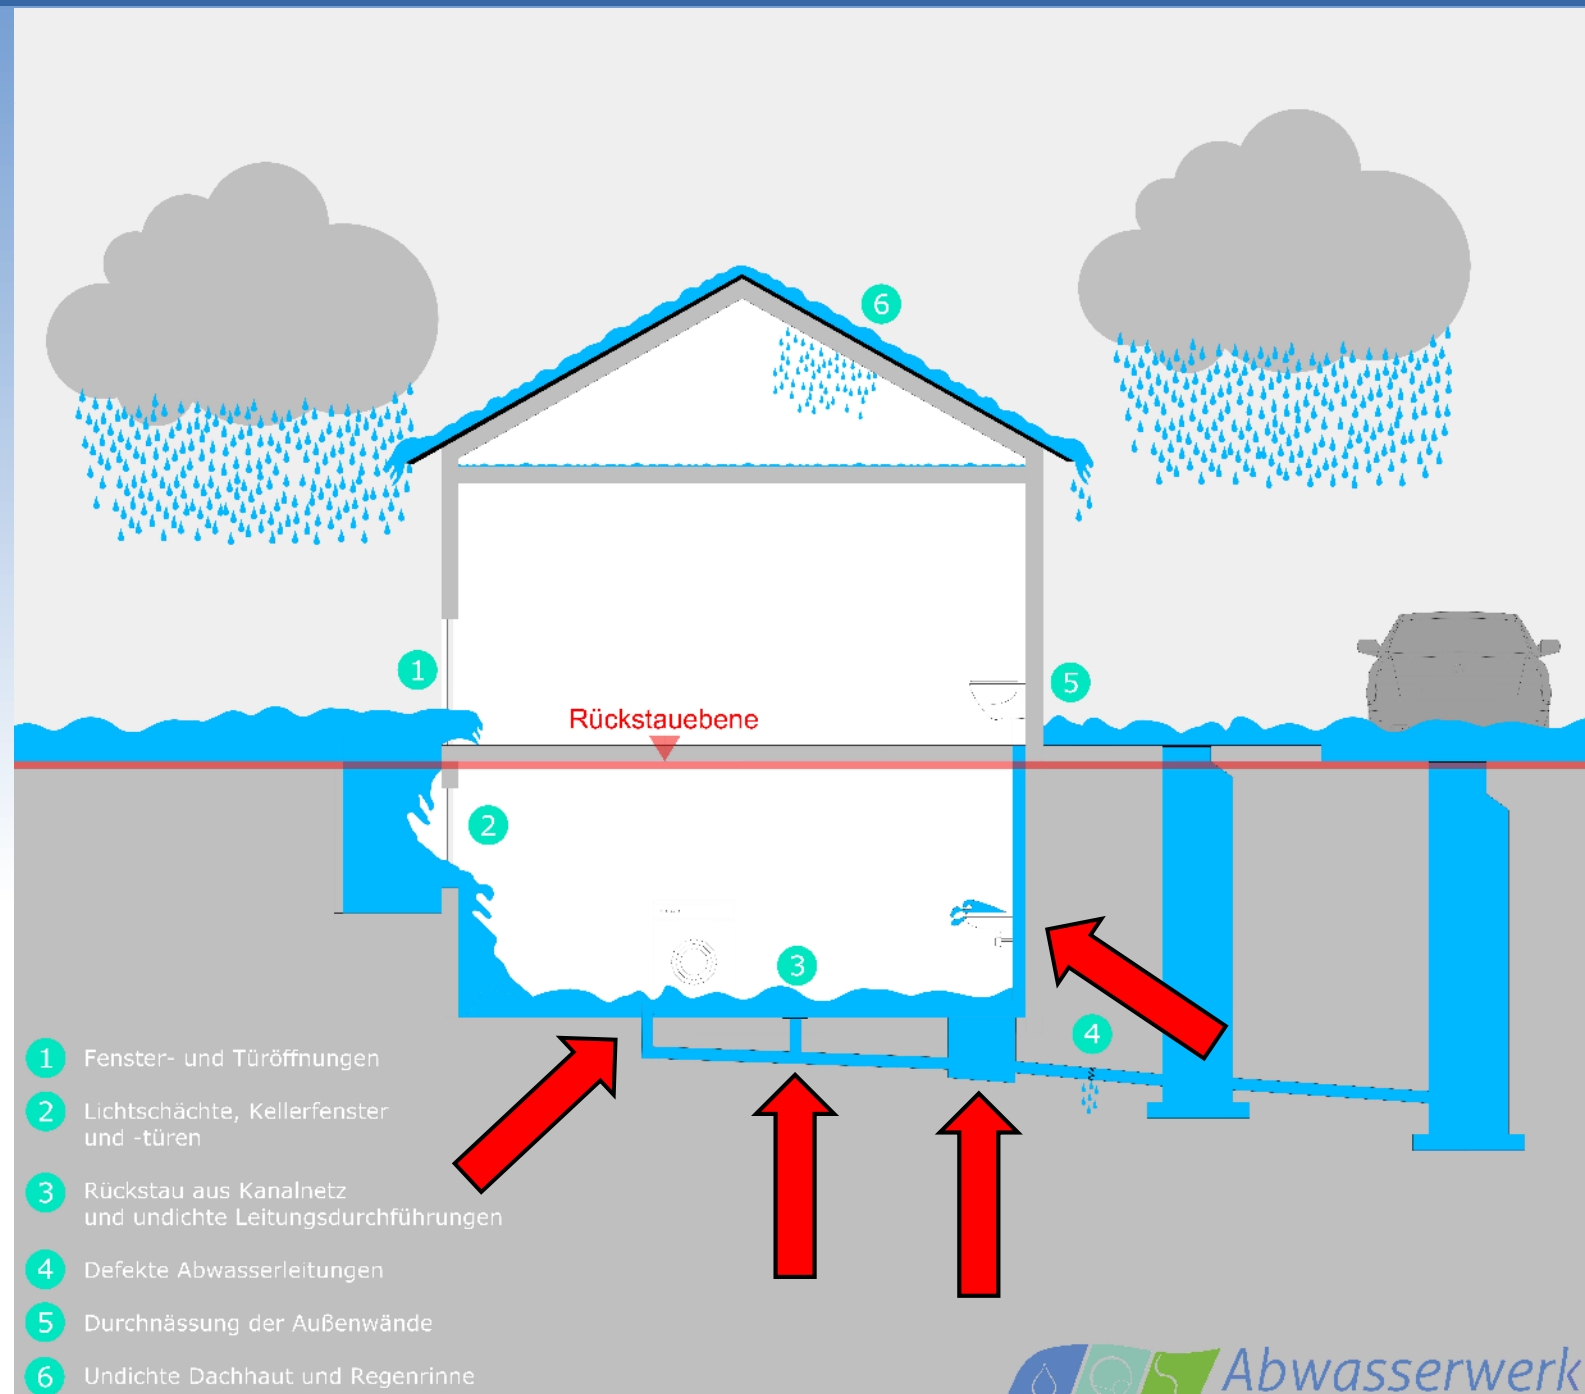 6
1
5
Rückstauebene
2
3
4
1 Fenster- und Türöffnungen
2 Lichtschächte, Kellerfenster
und -türen
3 Rückstau aus Kanalnetz
und undichte Leitungsdurchführungen
4 Defekte Abwasserleitungen
5 Durchnässung der Außenwände
6 Undichte Dachhaut und Regenrinne
Abwasserwerk